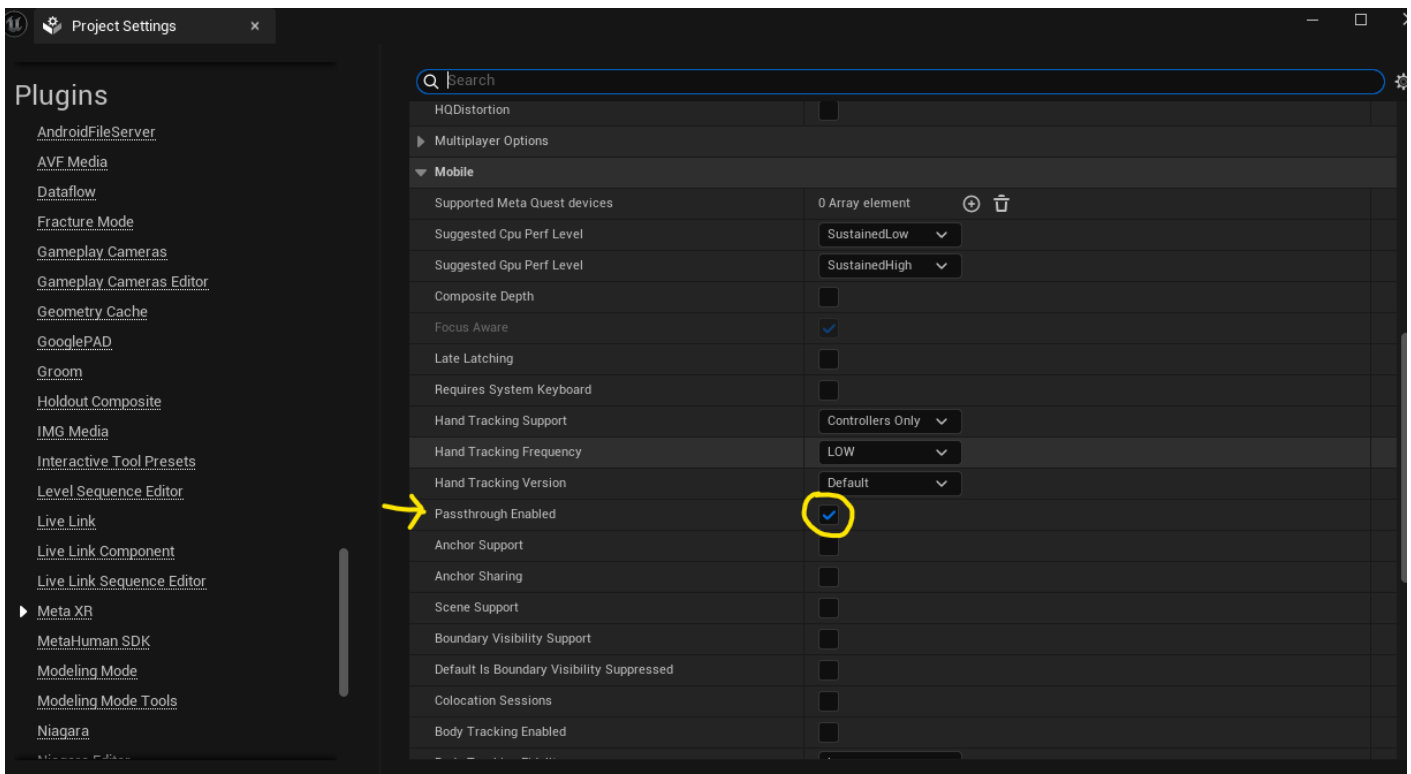 Project Settings
Plugins
AndroidFileServer
AVF Media
Dataflow
Fracture Mode
Gameplay Cameras
Gameplay Cameras Editor
Geometry Cache
GooglePAD
Groom
Holdout Composite
IMG Media
Interactive Tool Presets
Level Sequence Editor
Live Link
Live Link Component
Live Link Sequence Editor
Meta XR
MetaHuman SDK
Modeling Mode
Modeling Mode Tools
Niagara
Search
HQDistortion
Multiplayer Options
Mobile
Supported Meta Quest devices 0 Array element
Suggested Cpu Perf Level SustainedLow
Suggested Gpu Perf Level SustainedHigh
Composite Depth
Focus Aware
Late Latching
Requires System Keyboard
Hand Tracking Support Controllers Only
Hand Tracking Frequency LOW
Hand Tracking Version Default
Passthrough Enabled
Anchor Support
Anchor Sharing
Scene Support
Boundary Visibility Support
Default Is Boundary Visibility Suppressed
Colocation Sessions
Body Tracking Enabled